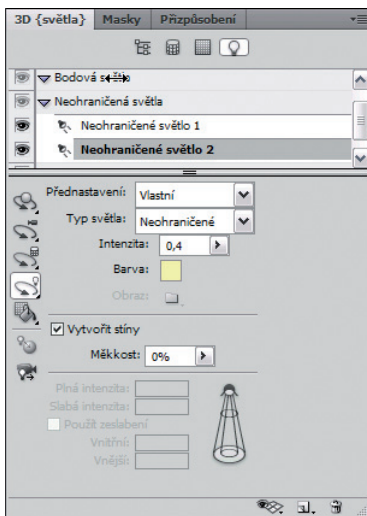 3D {světla} Masky Přizpůsobení
Bodová
Neohraničená světla
Neohraničené světlo 1
Neohraničené světlo 2
Přednastavení: Vlastní
Typ světla: Neohraničené
Intenzita: 0,4
Barva:
Obraz:
Vytvořit stíny
Měkkost: 0%
Plná intenzita:
Slabá intenzita:
Použít zeslabení
Vnitřní:
Vnější: